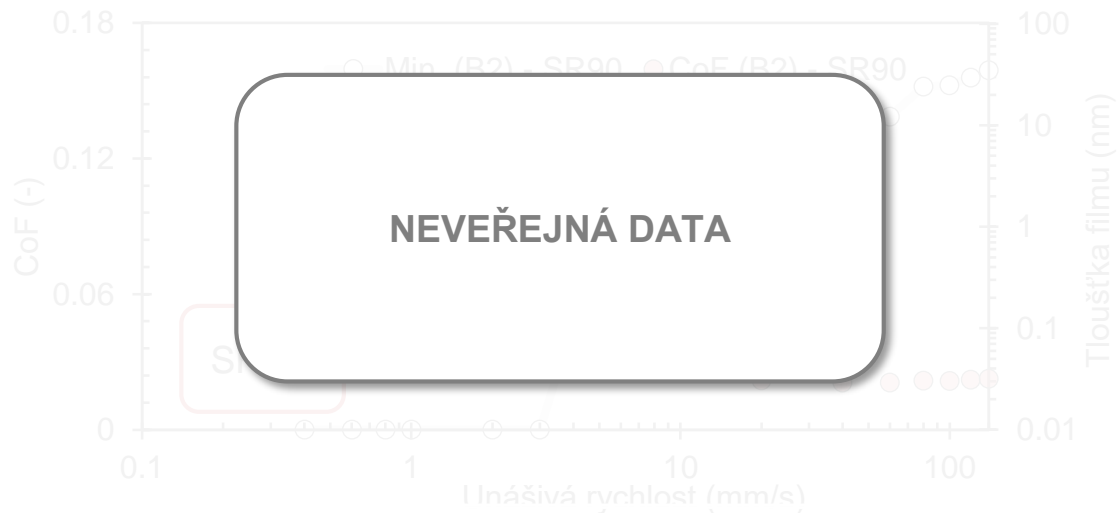 0.18
0.12
0.06
0
CoF (-)
Min. (B2) - SR90
CoF (B2) - SR90
NEVEŘEJNÁ DATA
100
10
1
0.1
0.01
Tloušťka filmu (nm)
0.1
1
10
100
Unášivá rychlost (mm/s)